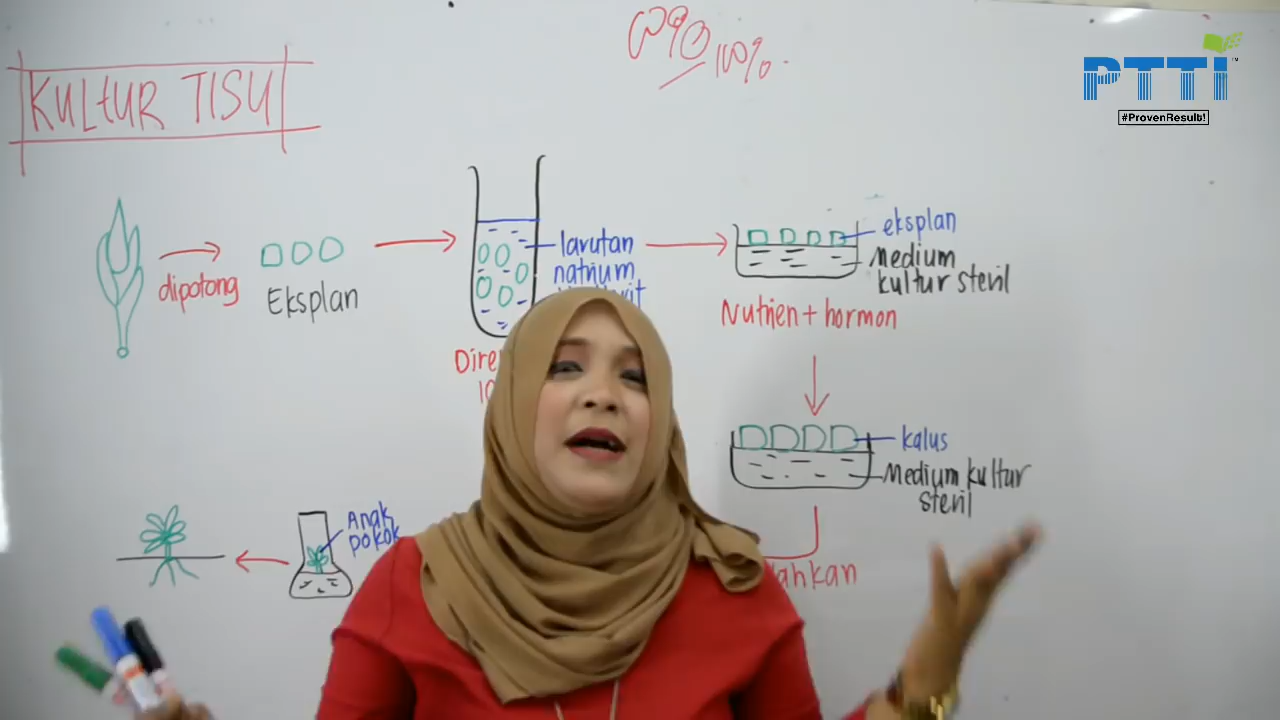 KULTUR TISU
100%
PTTI
#ProvenResult!
dipotong
Eksplan
larutan
natrium
eksplan
Medium
kultur steril
Nutrien + hormon
kalus
Medium kultur
steril
Anak
pokok